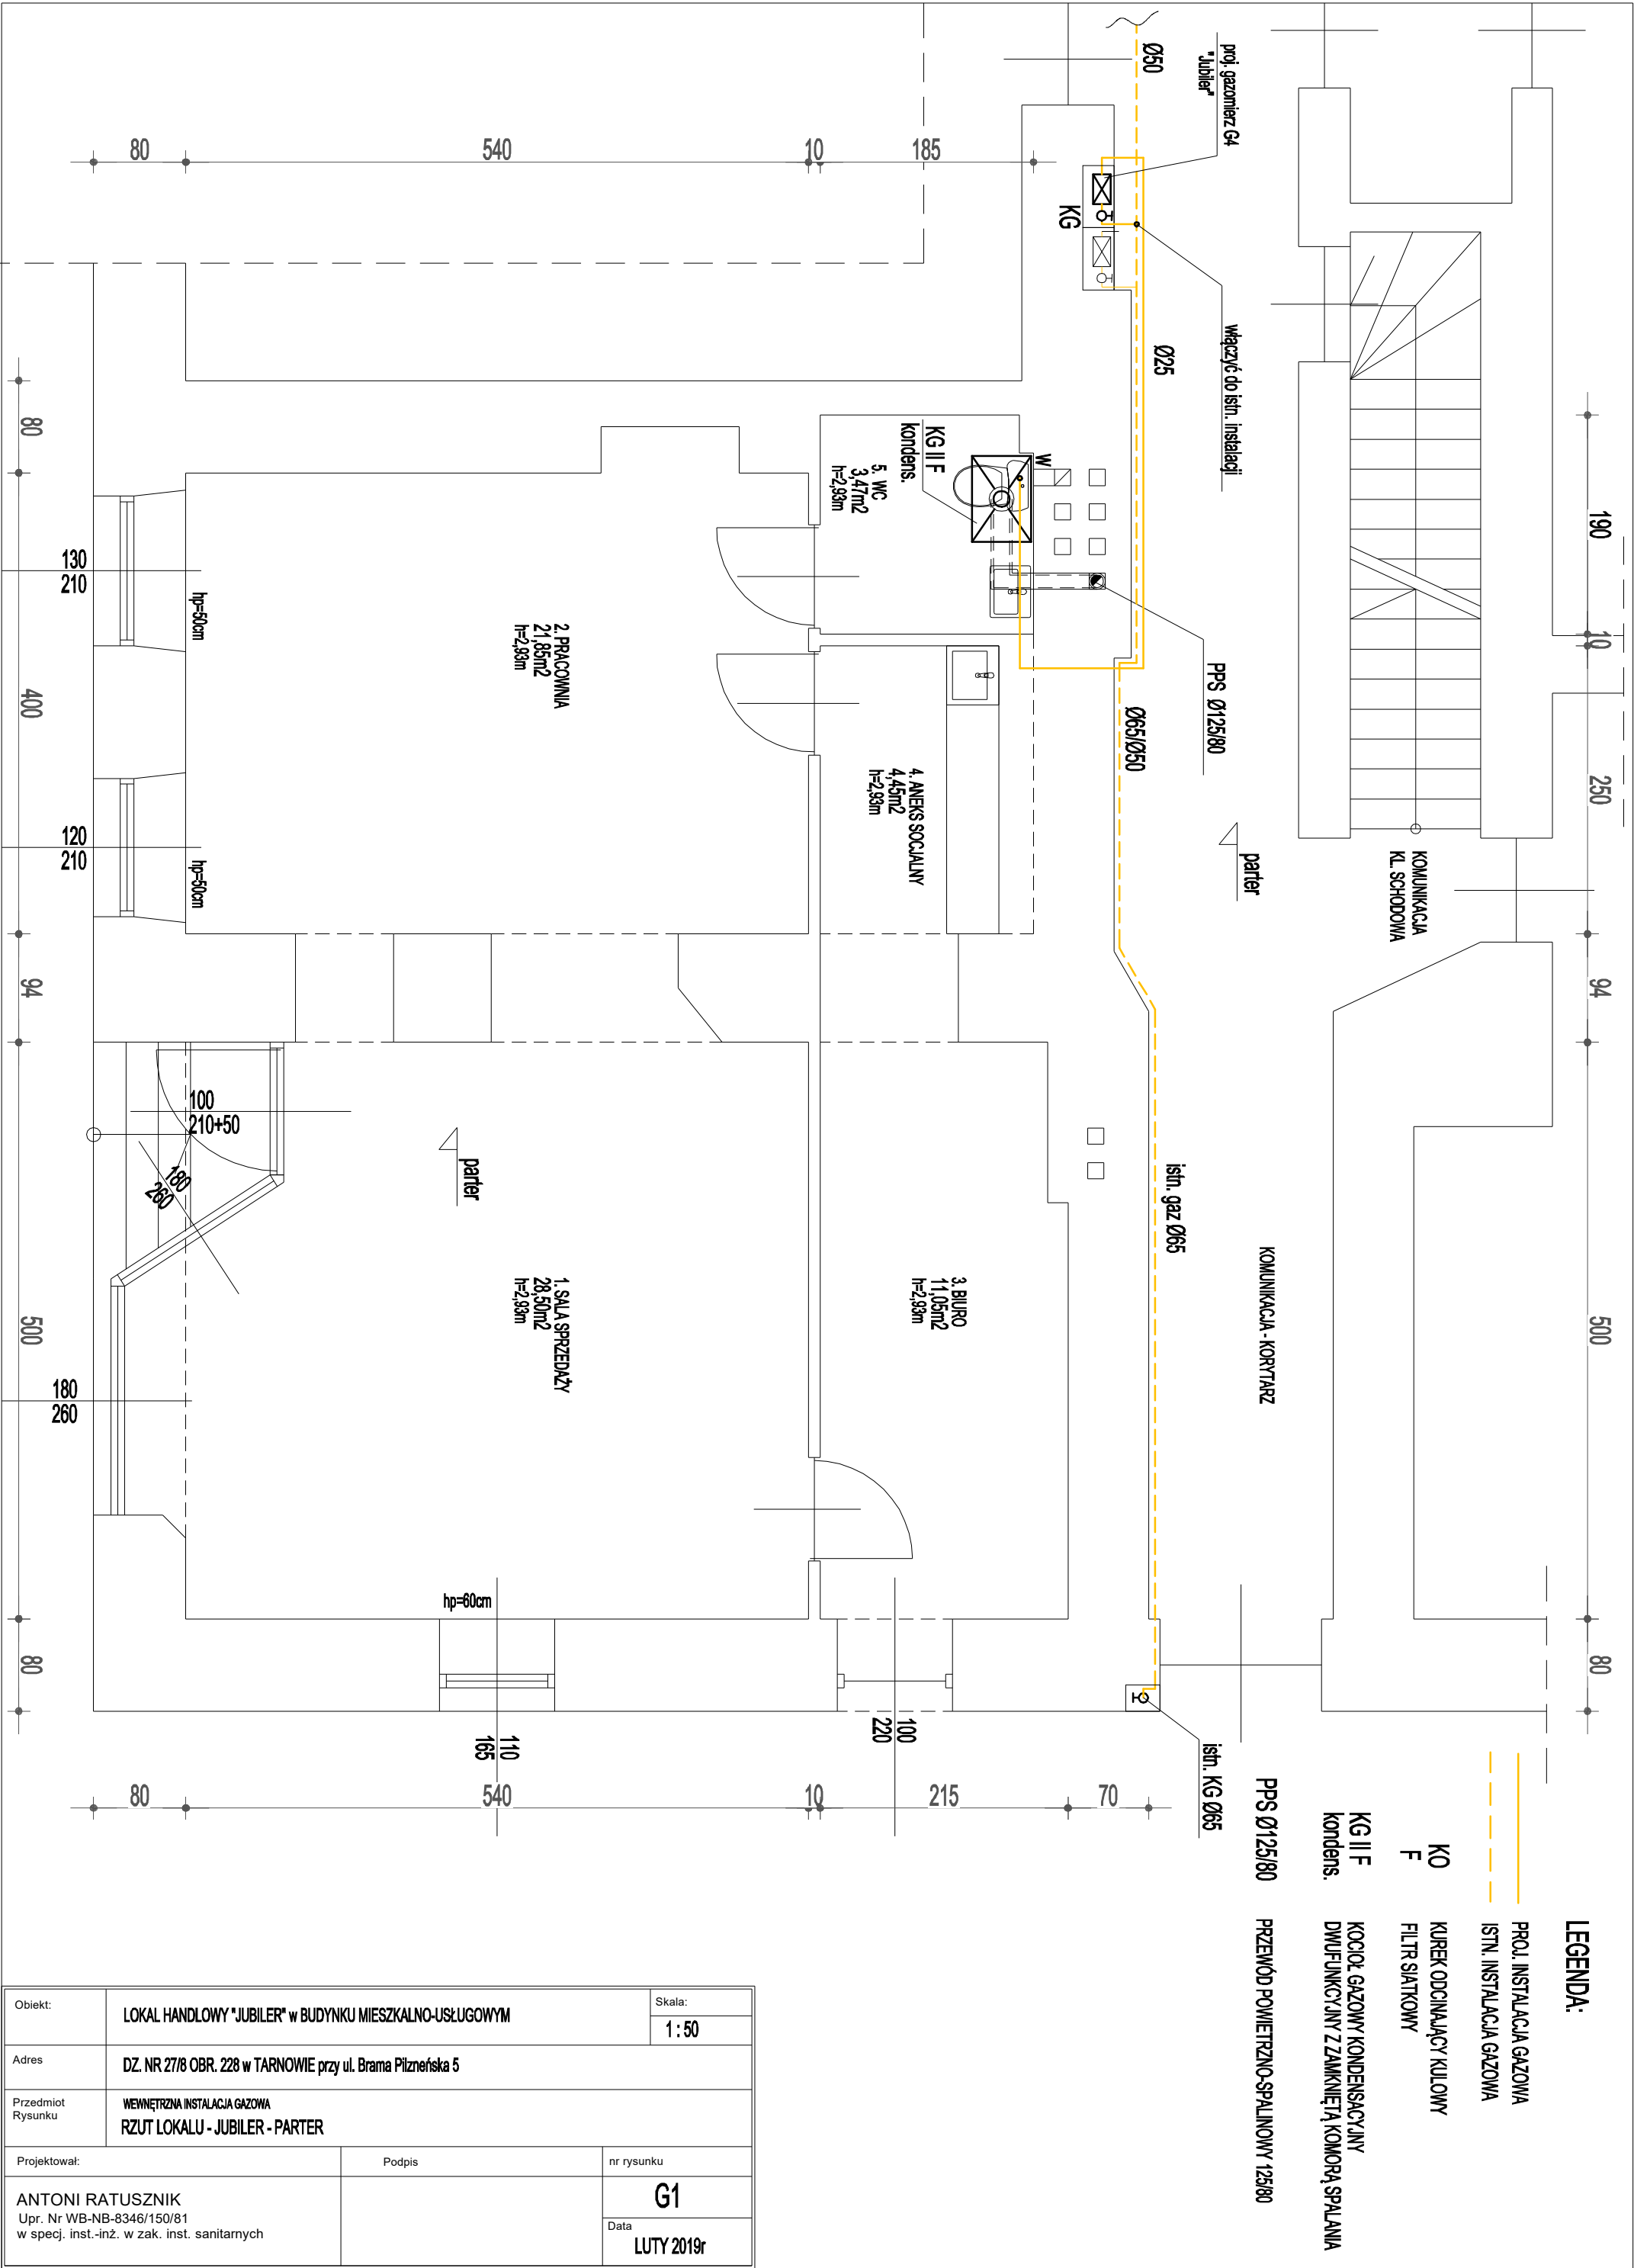 Ø50
proj. gazomierz G4
"Jubiler"
80
540
10
185
KG
włączyć do istn. instalacji
Ø25
80
KG II F
kondens.
W
5. WC
3,47m2
h=2,93m
190
10
130
210
hp=50cm
2. PRACOWNIA
21,85m2
h=2,93m
PPS Ø125/80
Ø65/Ø50
400
250
4. ANEKS SOCJALNY
4,45m2
h=2,93m
120
210
hp=50cm
parter
KOMUNIKACJA
KL. SCHODOWA
94
94
100
210+50
180
260
parter
istn. gaz Ø65
KOMUNIKACJA - KORYTARZ
1. SALA SPRZEDAŻY
28,50m2
h=2,93m
3. BIURO
11,05m2
h=2,93m
500
500
180
260
hp=60cm
80
80
110
165
100
220
istn. KG Ø65
80
540
10
215
70
LEGENDA:
PROJ. INSTALACJA GAZOWA
ISTN. INSTALACJA GAZOWA
KO KUREK ODCINAJĄCY KULOWY
F FILTR SIATKOWY
KG II F KOCIOŁ GAZOWY KONDENSACYJNY
kondens. DWUFUNKCYJNY Z ZAMKNIĘTĄ KOMORĄ SPALANIA
PPS Ø125/80 PRZEWÓD POWIETRZNO-SPALINOWY 125/80
Obiekt:
LOKAL HANDLOWY "JUBILER" w BUDYNKU MIESZKALNO-USŁUGOWYM
Skala:
1 : 50
Adres
DZ. NR 27/8 OBR. 228 w TARNOWIE przy ul. Brama Pilzneńska 5
Przedmiot
Rysunku
WEWNĘTRZNA INSTALACJA GAZOWA
RZUT LOKALU - JUBILER - PARTER
Projektował:
Podpis
nr rysunku
ANTONI RATUSZNIK
Upr. Nr WB-NB-8346/150/81
w specj. inst.-inż. w zak. inst. sanitarnych
G1
Data
LUTY 2019r